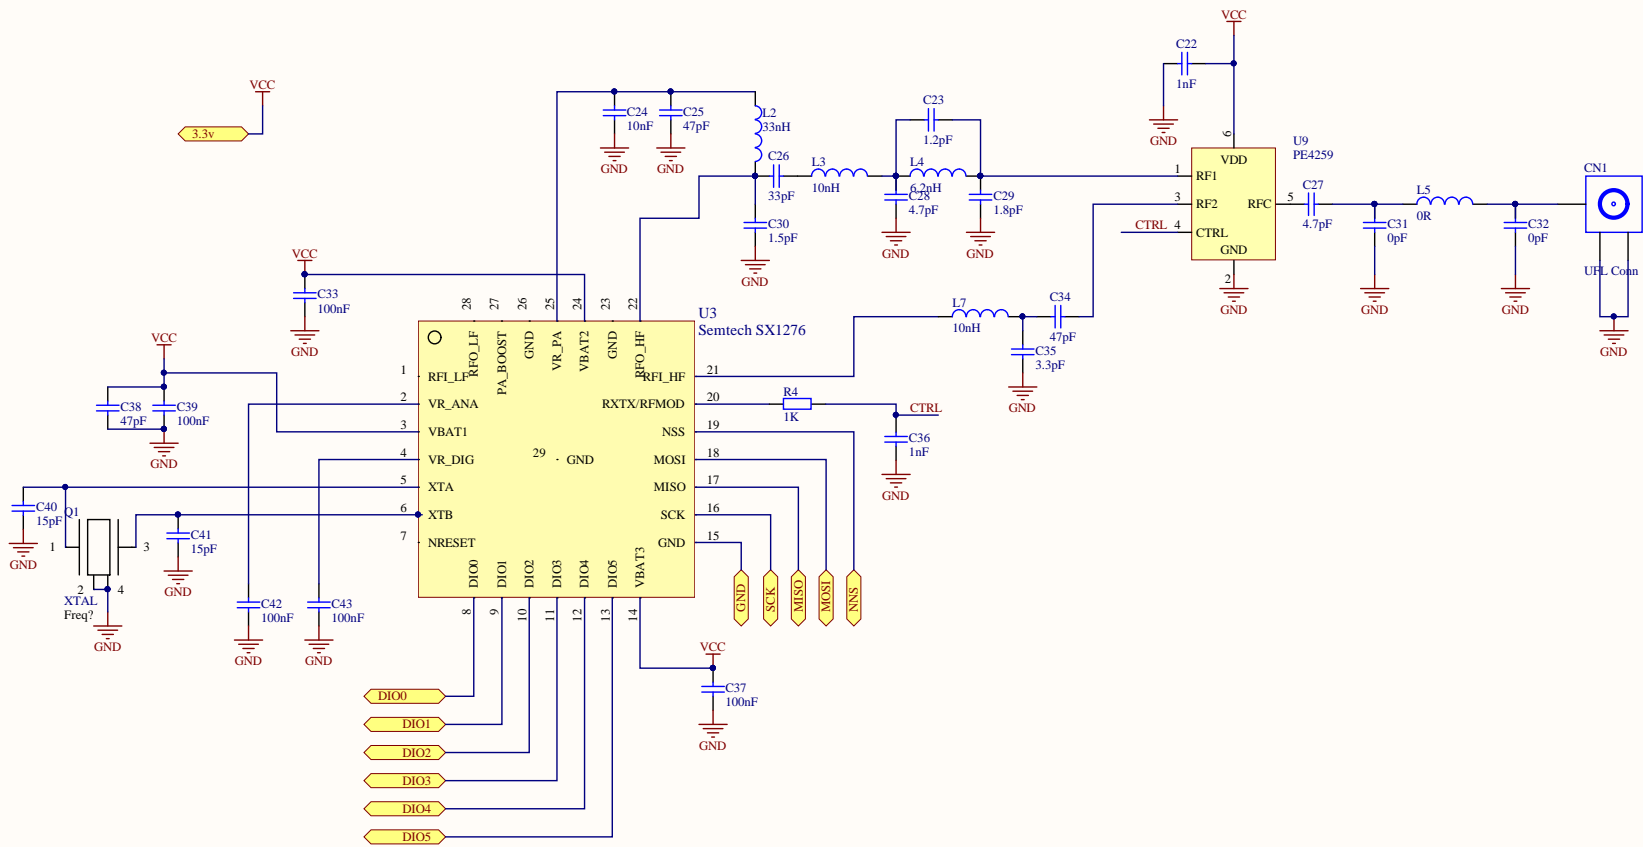 VCC
3.3v
C24
10nF
GND
C25
47pF
GND
L2
33nH
C26
33pF
C30
1.5pF
GND
L3
10nH
C23
1.2pF
L4
6.2nH
C28
4.7pF
GND
C29
1.8pF
GND
VCC
C22
1nF
GND
U9
PE4259
6
VDD
1
RF1
3
RF2
RFC
5
CTRL
4
CTRL
GND
2
GND
C27
4.7pF
C31
0pF
GND
L5
0R
C32
0pF
GND
CN1
UFL Conn
GND
VCC
C33
100nF
GND
U3
Semtech SX1276
28
27
26
25
24
23
22
RFO_LF
PA_BOOST
GND
VR_PA
VBAT2
GND
RFO_HF
1
RFI_LF
2
VR_ANA
3
VBAT1
4
VR_DIG
5
XTA
6
XTB
7
NRESET
29
GND
RFI_HF
21
RXTX/RFMOD
20
NSS
19
MOSI
18
MISO
17
SCK
16
GND
15
DIO0
DIO1
DIO2
DIO3
DIO4
DIO5
VBAT3
8
9
10
11
12
13
14
L7
10nH
C34
47pF
C35
3.3pF
GND
R4
1K
CTRL
C36
1nF
GND
GND
SCK
MISO
MOSI
NNS
VCC
C38
47pF
C39
100nF
GND
C40
15pF
GND
Q1
1
3
2
4
XTAL
Freq?
GND
C41
15pF
GND
C42
100nF
GND
C43
100nF
GND
VCC
C37
100nF
GND
DIO0
DIO1
DIO2
DIO3
DIO4
DIO5